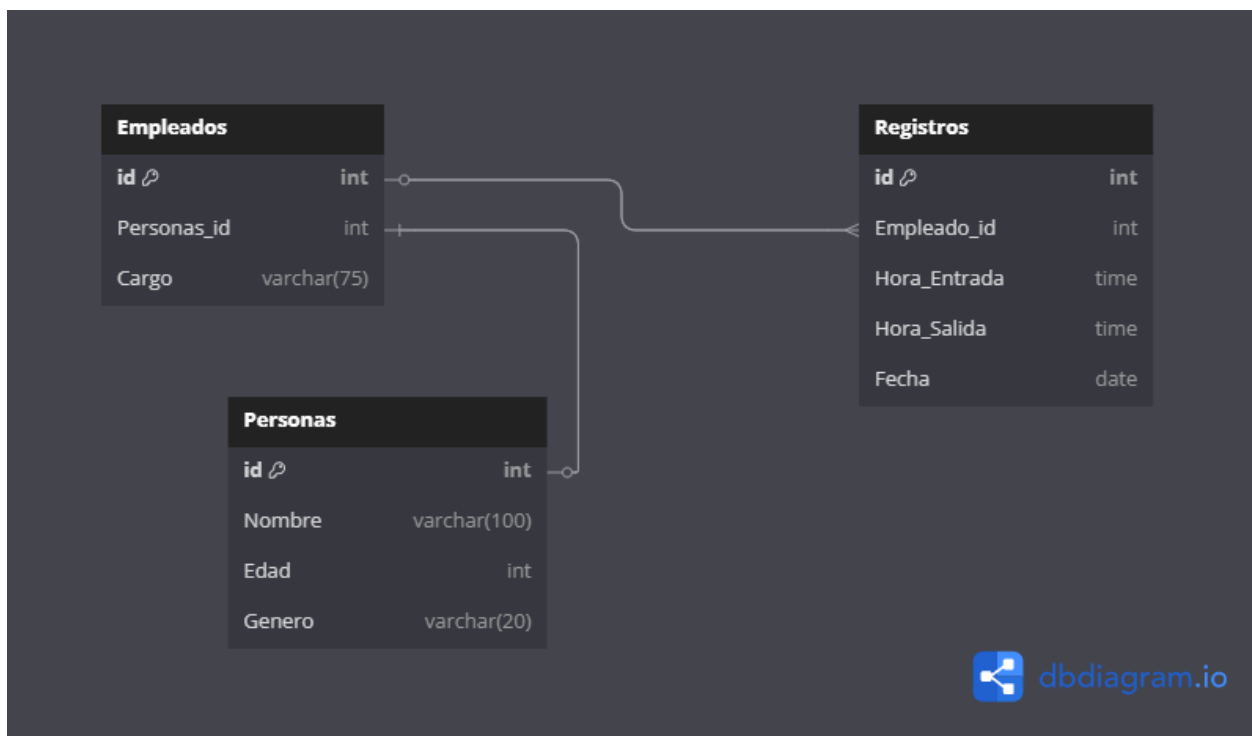 Empleados
id int
Personas_id int
Cargo varchar(75)
Registros
id int
Empleado_id int
Hora_Entrada time
Hora_Salida time
Fecha date
Personas
id int
Nombre varchar(100)
Edad int
Genero varchar(20)
dbdiagram.io